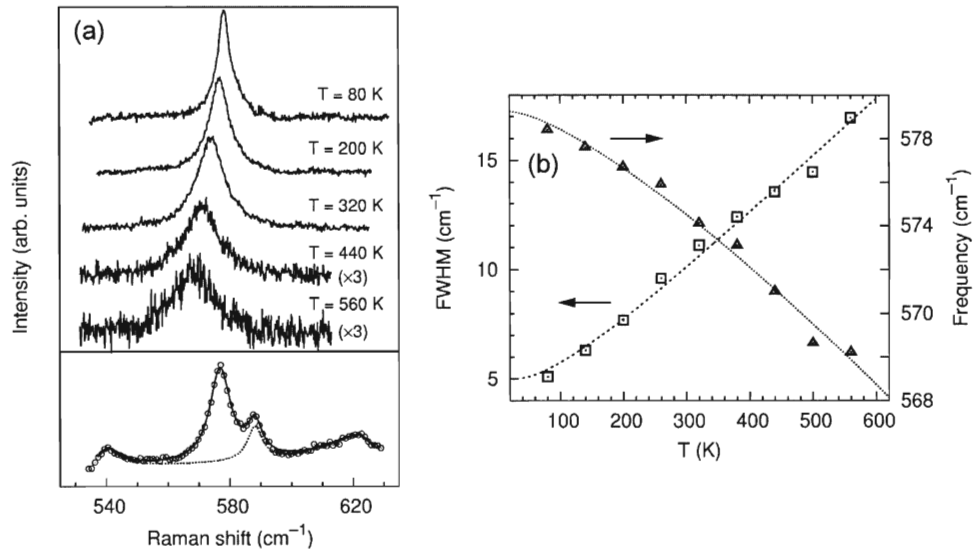 (a)
T = 80 K
T = 200 K
T = 320 K
T = 440 K
(×3)
T = 560 K
(×3)
Intensity (arb. units)
540 580 620
Raman shift (cm⁻¹)
(b)
15
10
5
FWHM (cm⁻¹)
578
574
570
568
Frequency (cm⁻¹)
100 200 300 400 500 600
T (K)